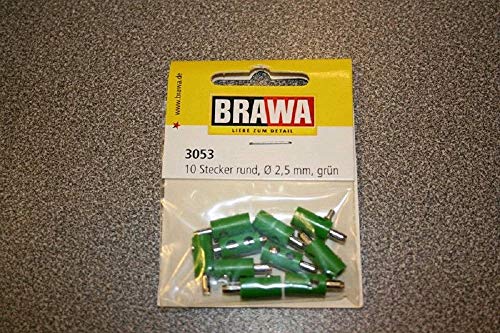 www.brawa.de
BRAWA
LIEBE ZUM DETAIL
3053
10 Stecker rund, Ø 2,5 mm, grün